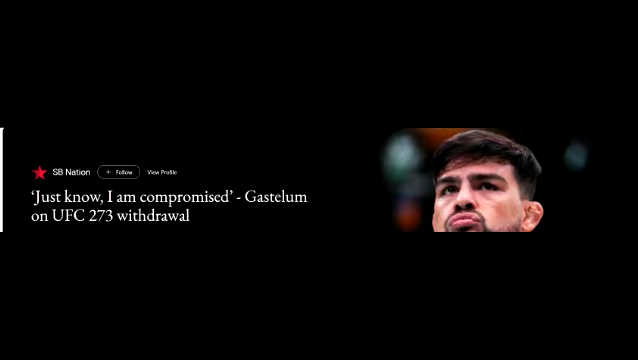 SB Nation
+ Follow
View Profile
‘Just know, I am compromised’ - Gastelum
on UFC 273 withdrawal